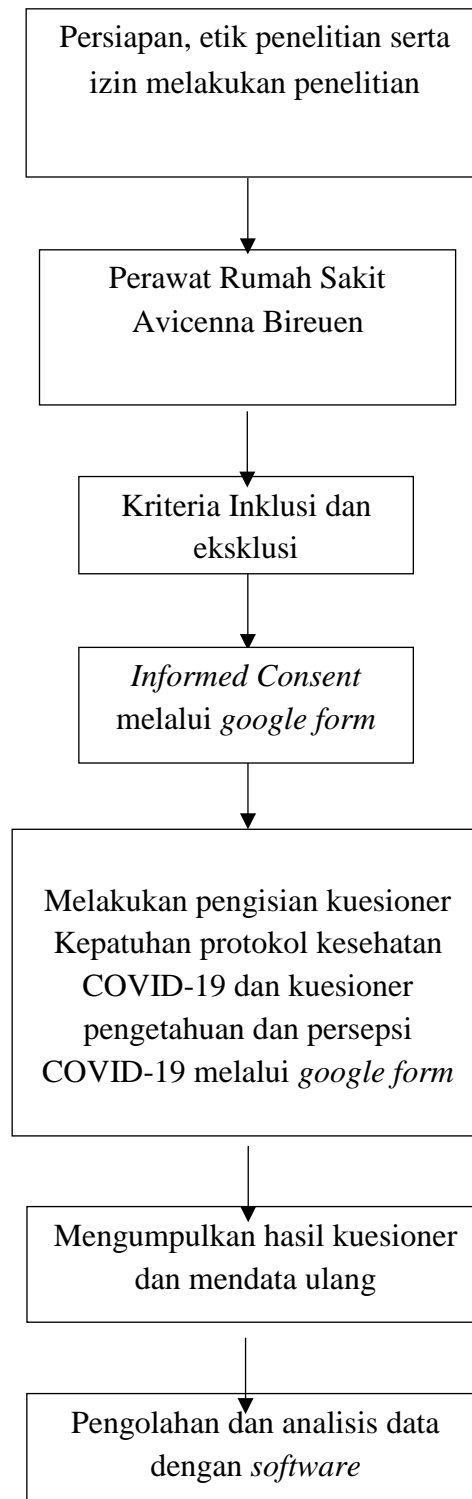 Persiapan, etik penelitian serta
izin melakukan penelitian
Perawat Rumah Sakit
Avicenna Bireuen
Kriteria Inklusi dan
eksklusi
Informed Consent
melalui google form
Melakukan pengisian kuesioner
Kepatuhan protokol kesehatan
COVID-19 dan kuesioner
pengetahuan dan persepsi
COVID-19 melalui google form
Mengumpulkan hasil kuesioner
dan mendata ulang
Pengolahan dan analisis data
dengan software